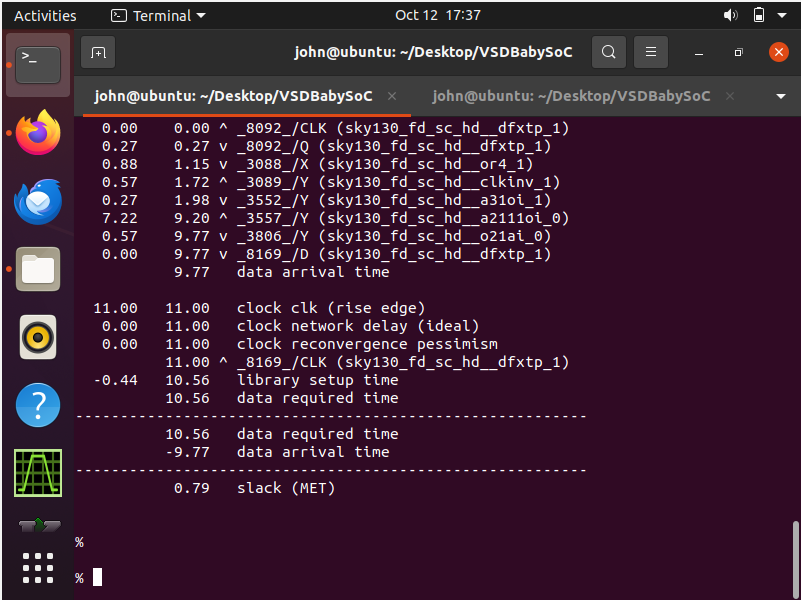 Activities Terminal Oct 12 17:37
john@ubuntu: ~/Desktop/VSDBabySoC
john@ubuntu: ~/Desktop/VSDBabySoC × john@ubuntu: ~/Desktop/VSDBabySoC ×
0.00 0.00 ^ _8092_/CLK (sky130_fd_sc_hd__dfxtp_1)
0.27 0.27 v _8092_/Q (sky130_fd_sc_hd__dfxtp_1)
0.88 1.15 v _3088_/X (sky130_fd_sc_hd__or4_1)
0.57 1.72 ^ _3089_/Y (sky130_fd_sc_hd__clkinv_1)
0.27 1.98 v _3552_/Y (sky130_fd_sc_hd__a31oi_1)
7.22 9.20 ^ _3557_/Y (sky130_fd_sc_hd__a2111oi_0)
0.57 9.77 v _3806_/Y (sky130_fd_sc_hd__o21ai_0)
0.00 9.77 v _8169_/D (sky130_fd_sc_hd__dfxtp_1)
9.77 data arrival time
11.00 11.00 clock clk (rise edge)
0.00 11.00 clock network delay (ideal)
0.00 11.00 clock reconvergence pessimism
11.00 ^ _8169_/CLK (sky130_fd_sc_hd__dfxtp_1)
-0.44 10.56 library setup time
10.56 data required time
---------------------------------------------------------
10.56 data required time
-9.77 data arrival time
---------------------------------------------------------
0.79 slack (MET)
%
%